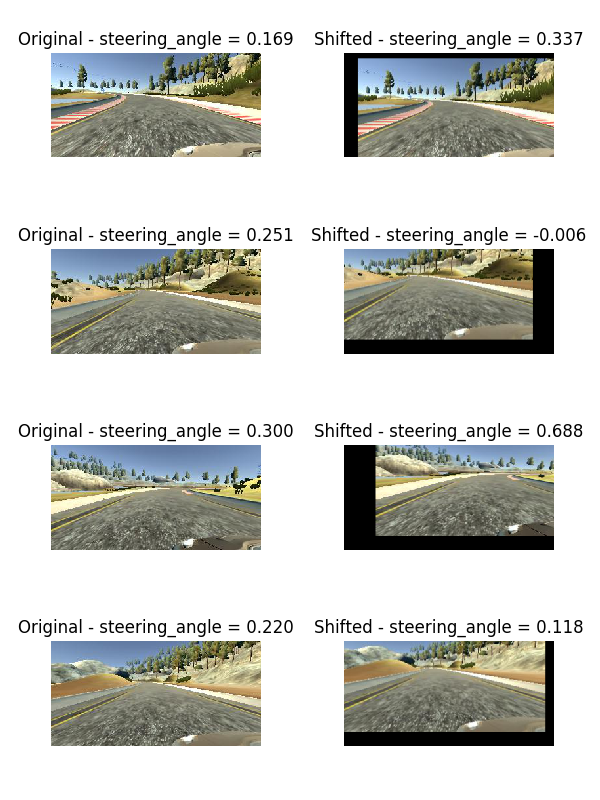 Original - steering_angle = 0.169
Shifted - steering_angle = 0.337
Original - steering_angle = 0.251
Shifted - steering_angle = -0.006
Original - steering_angle = 0.300
Shifted - steering_angle = 0.688
Original - steering_angle = 0.220
Shifted - steering_angle = 0.118